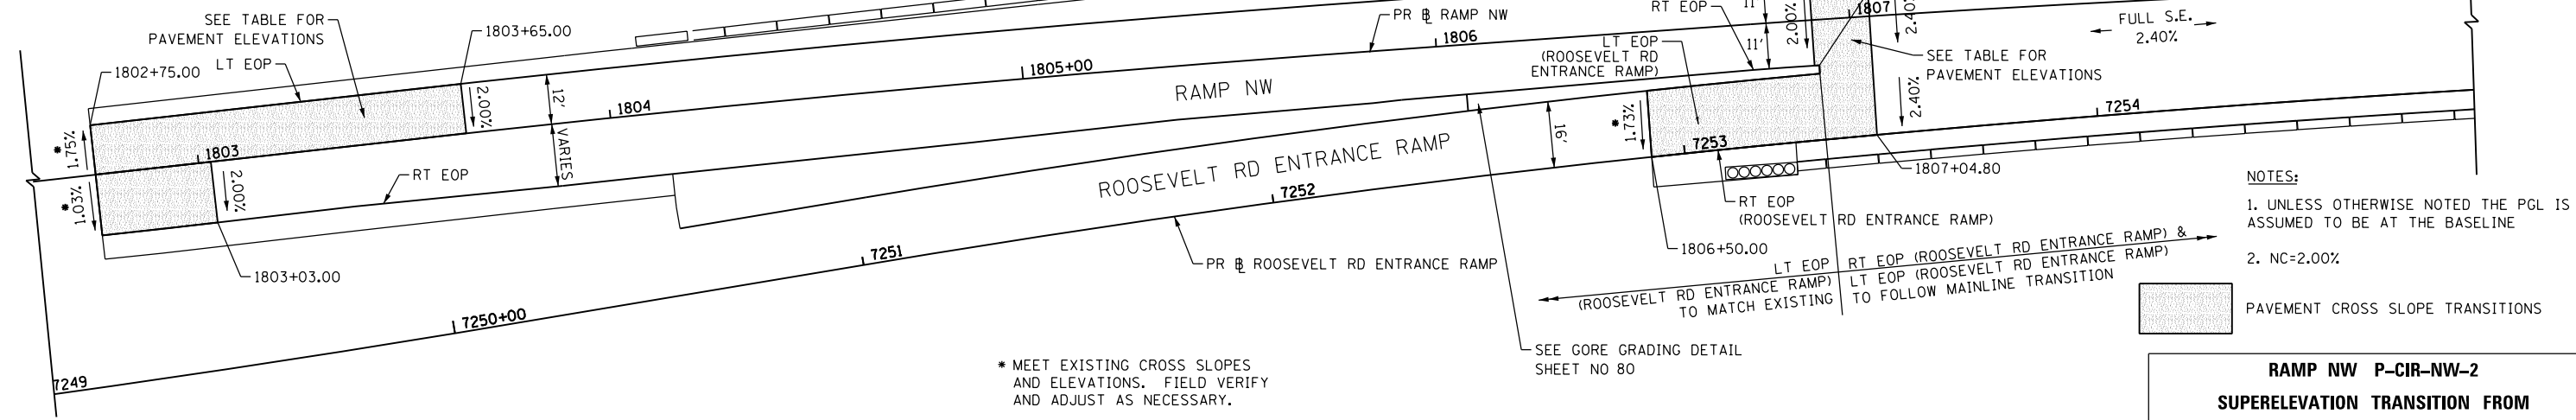 SEE TABLE FOR
PAVEMENT ELEVATIONS
1803+65.00
1802+75.00
LT EOP
2.00%
12'
* 1.75%
1803
1804
1805+00
1806
PR ℄ RAMP NW
RAMP NW
VARIES
* 1.03%
2.00%
RT EOP
1803+03.00
RT EOP
11'
11'
2.00%
2.40%
1807
FULL S.E.
2.40%
LT EOP
(ROOSEVELT RD
ENTRANCE RAMP)
SEE TABLE FOR
PAVEMENT ELEVATIONS
2.40%
7254
* 1.73%
7253
16'
ROOSEVELT RD ENTRANCE RAMP
7252
7251
7250+00
7249
PR ℄ ROOSEVELT RD ENTRANCE RAMP
1807+04.80
RT EOP
(ROOSEVELT RD ENTRANCE RAMP)
1806+50.00
LT EOP
(ROOSEVELT RD ENTRANCE RAMP)
TO MATCH EXISTING
RT EOP (ROOSEVELT RD ENTRANCE RAMP) &
LT EOP (ROOSEVELT RD ENTRANCE RAMP)
TO FOLLOW MAINLINE TRANSITION
SEE GORE GRADING DETAIL
SHEET NO 80
* MEET EXISTING CROSS SLOPES
AND ELEVATIONS. FIELD VERIFY
AND ADJUST AS NECESSARY.
NOTES:
1. UNLESS OTHERWISE NOTED THE PGL IS
ASSUMED TO BE AT THE BASELINE
2. NC=2.00%
PAVEMENT CROSS SLOPE TRANSITIONS
RAMP NW P-CIR-NW-2
SUPERELEVATION TRANSITION FROM